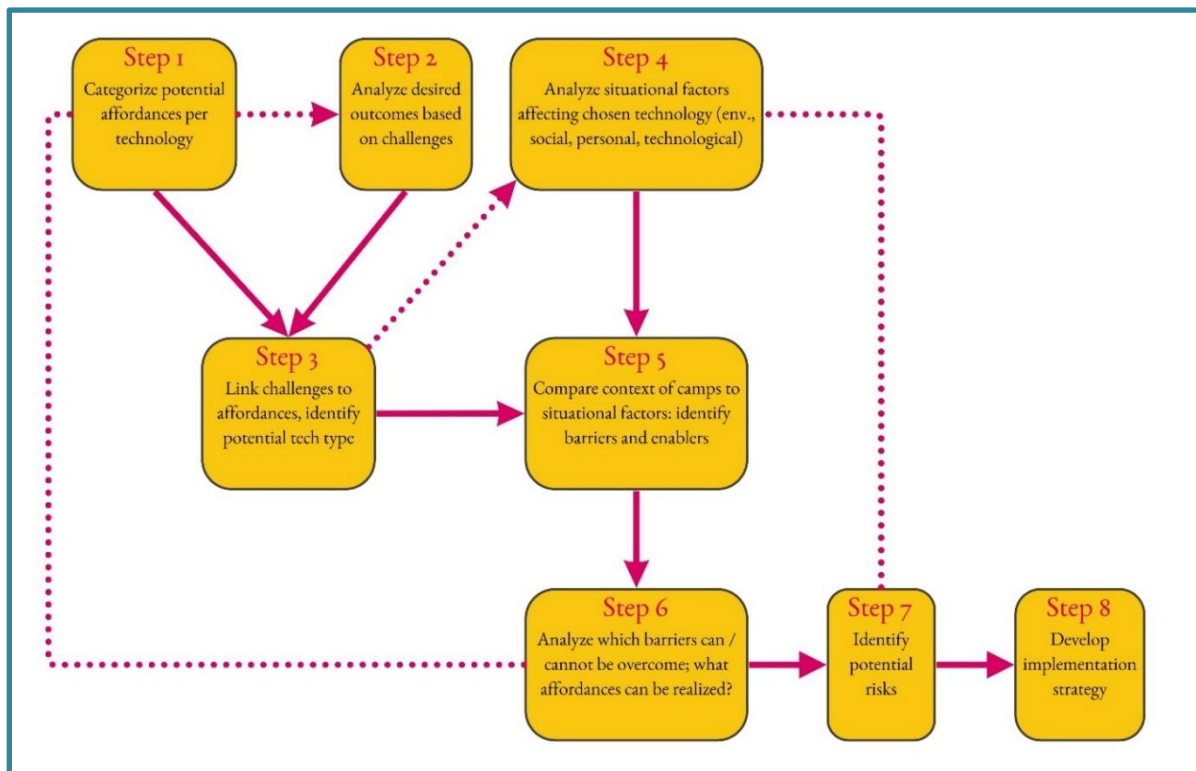 Step 1
Categorize potential
affordances per
technology
Step 2
Analyze desired
outcomes based
on challenges
Step 4
Analyze situational factors
affecting chosen technology (env.,
social, personal, technological)
Step 3
Link challenges to
affordances, identify
potential tech type
Step 5
Compare context of camps to
situational factors: identify
barriers and enablers
Step 6
Analyze which barriers can /
cannot be overcome; what
affordances can be realized?
Step 7
Identify
potential
risks
Step 8
Develop
implementation
strategy